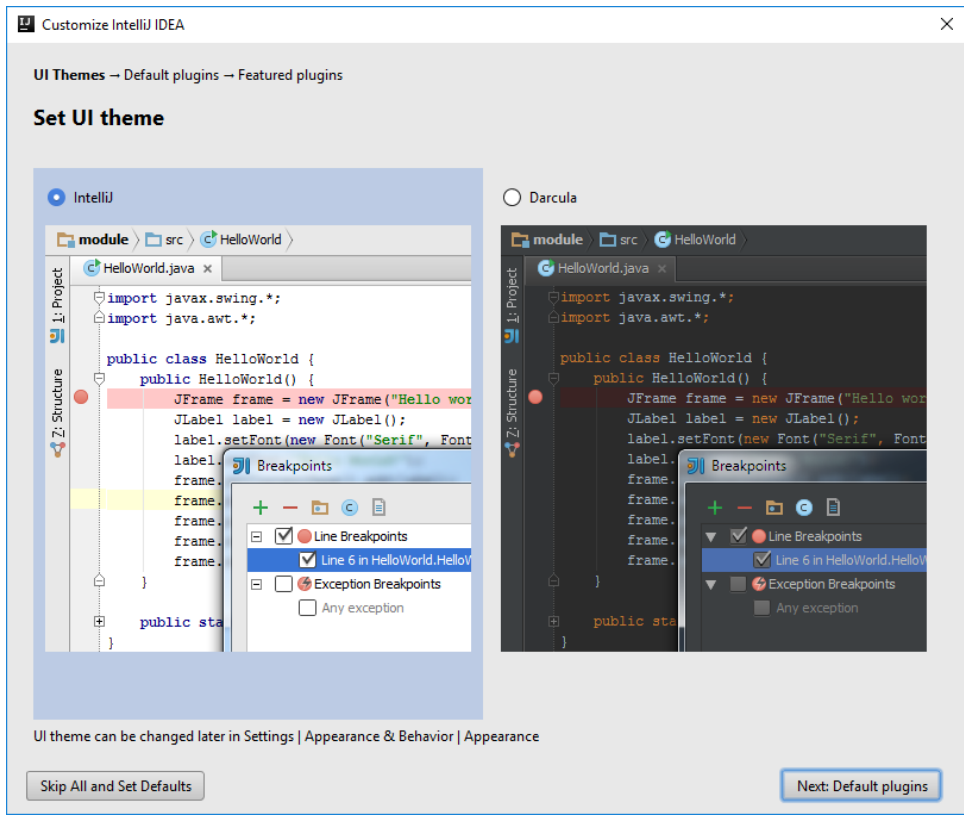 Customize IntelliJ IDEA
UI Themes → Default plugins → Featured plugins
Set UI theme
IntelliJ
module src HelloWorld
HelloWorld.java
1: Project
Z: Structure
import javax.swing.*;
import java.awt.*;
public class HelloWorld {
public HelloWorld() {
JFrame frame = new JFrame("Hello wor
JLabel label = new JLabel();
label.setFont(new Font("Serif", Font
label.
frame.
frame.
frame.
frame.
frame.
}
public sta
}
Breakpoints
Line Breakpoints
Line 6 in HelloWorld.HelloW
Exception Breakpoints
Any exception
Darcula
module src HelloWorld
HelloWorld.java
1: Project
Z: Structure
import javax.swing.*;
import java.awt.*;
public class HelloWorld {
public HelloWorld() {
JFrame frame = new JFrame("Hello wor
JLabel label = new JLabel();
label.setFont(new Font("Serif", Font
label.
frame.
frame.
frame.
frame.
frame.
}
public sta
}
Breakpoints
Line Breakpoints
Line 6 in HelloWorld.HelloW
Exception Breakpoints
Any exception
UI theme can be changed later in Settings | Appearance & Behavior | Appearance
Skip All and Set Defaults
Next: Default plugins